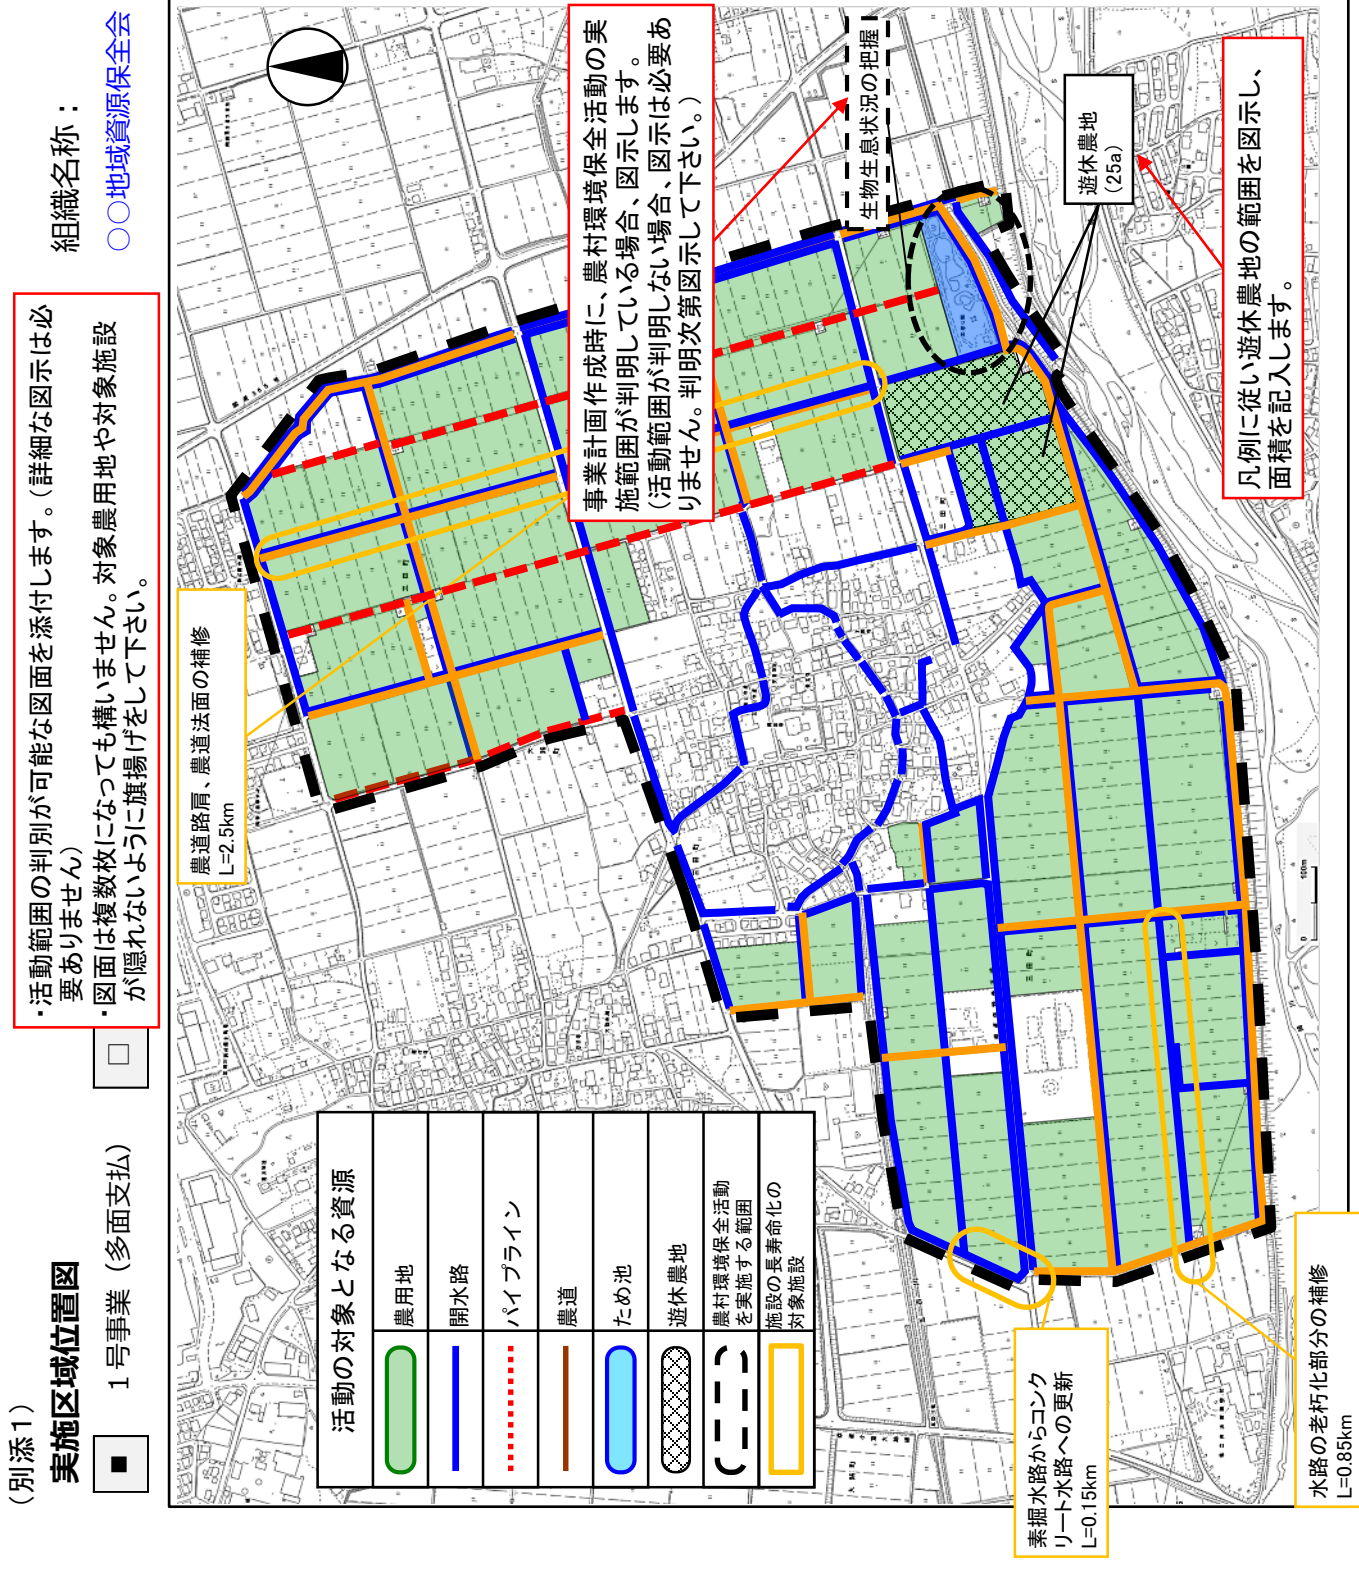 （別添１）
実施区域位置図
■
１号事業（多面支払）
□
・活動範囲の判別が可能な図面を添付します。（詳細な図示は必
要ありません）
・図面は複数枚になっても構いません。対象農用地や対象施設
が隠れないように旗揚げをして下さい。
組織名称：
○○地域資源保全会
活動の対象となる資源
農用地
開水路
パイプライン
農道
ため池
遊休農地
農村環境保全活動
を実施する範囲
施設の長寿命化の
対象施設
農道路肩、農道法面の補修
L=2.5km
事業計画作成時に、農村環境保全活動の実
施範囲が判明している場合、図示します。
（活動範囲が判明しない場合、図示は必要あ
りません。判明次第図示して下さい。）
生物生息状況の把握
遊休農地
（25a）
凡例に従い遊休農地の範囲を図示し、
面積を記入します。
素掘水路からコンク
リート水路への更新
L=0.15km
水路の老朽化部分の補修
L=0.85km
0
100m